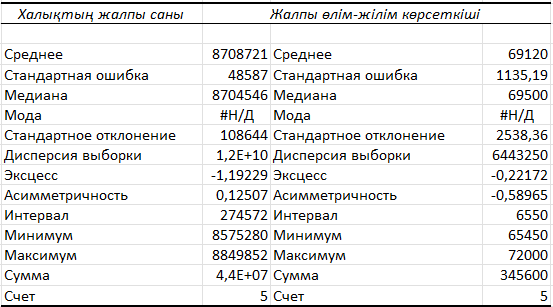 Халықтың жалпы саны Жалпы өлім-жілім көрсеткіші
Среднее 8708721 Среднее 69120
Стандартная ошибка 48587 Стандартная ошибка 1135,19
Медиана 8704546 Медиана 69500
Мода #Н/Д Мода #Н/Д
Стандартное отклонение 108644 Стандартное отклонение 2538,36
Дисперсия выборки 1,2E+10 Дисперсия выборки 6443250
Эксцесс -1,19229 Эксцесс -0,22172
Асимметричность 0,12507 Асимметричность -0,58965
Интервал 274572 Интервал 6550
Минимум 8575280 Минимум 65450
Максимум 8849852 Максимум 72000
Сумма 4,4E+07 Сумма 345600
Счет 5 Счет 5